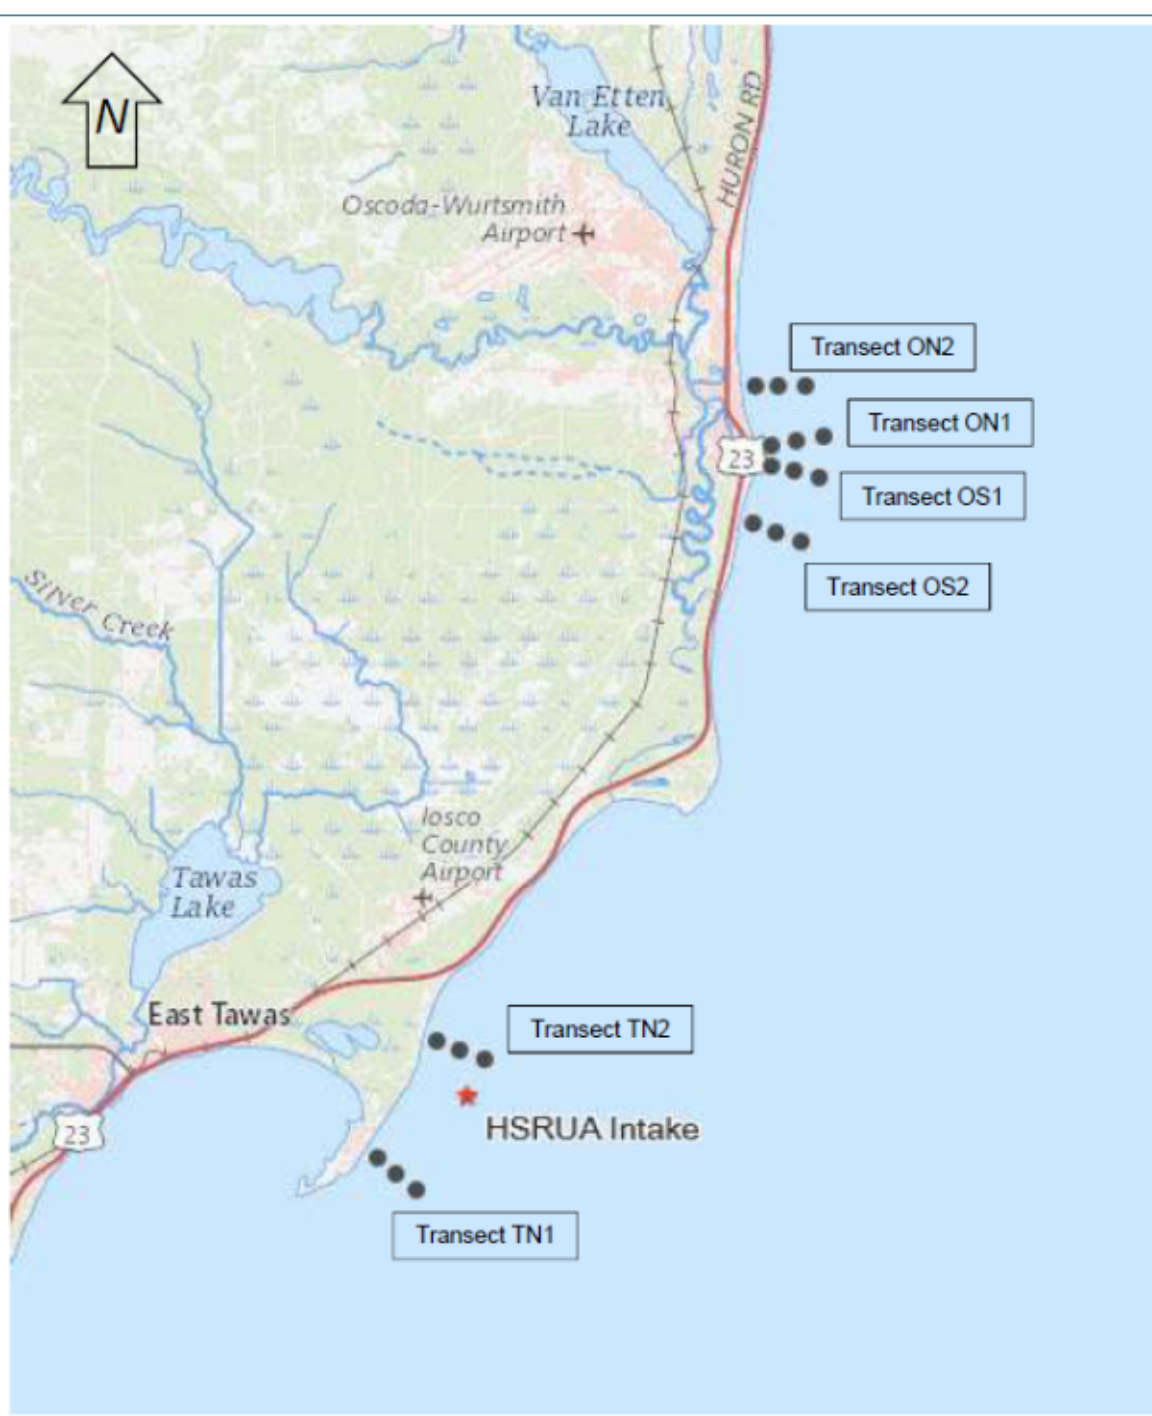 N
Van Etten
Lake
HURON RD
Oscoda-Wurtsmith
Airport
Transect ON2
Transect ON1
23
Transect OS1
Transect OS2
Silver Creek
Iosco
County
Airport
Tawas
Lake
East Tawas
Transect TN2
HSRUA Intake
23
Transect TN1